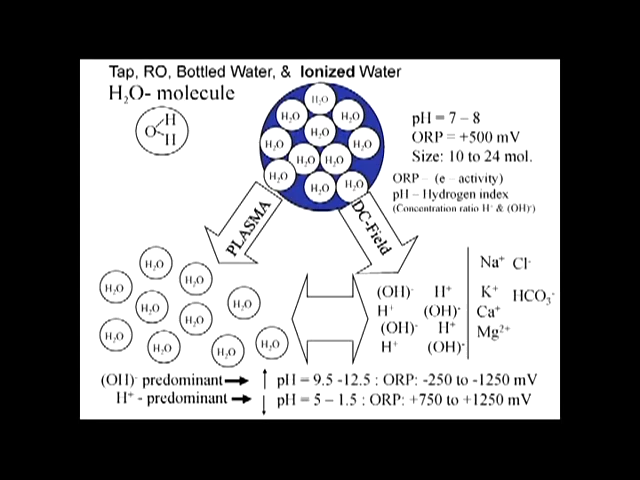 Tap, RO, Bottled Water, & Ionized Water
H₂O- molecule
O H
H
H₂O
H₂O
H₂O
H₂O
H₂O
H₂O
H₂O
H₂O
H₂O
H₂O
H₂O
pH = 7 – 8
ORP = +500 mV
Size: 10 to 24 mol.
ORP – (e – activity)
pH – Hydrogen index
(Concentration ratio H⁺ & (OH)⁻)
PLASMA
DC-Field
H₂O
H₂O
H₂O
H₂O
H₂O
H₂O
H₂O
H₂O
H₂O
H₂O
(OH)⁻ H⁺
H⁺ (OH)⁻
(OH)⁻ H⁺
H⁺ (OH)⁻
Na⁺ Cl⁻
K⁺ HCO₃⁻
Ca⁺
Mg²⁺
(OH)⁻ predominant → ↑ pH = 9.5 -12.5 : ORP: -250 to -1250 mV
H⁺ - predominant → ↓ pH = 5 – 1.5 : ORP: +750 to +1250 mV